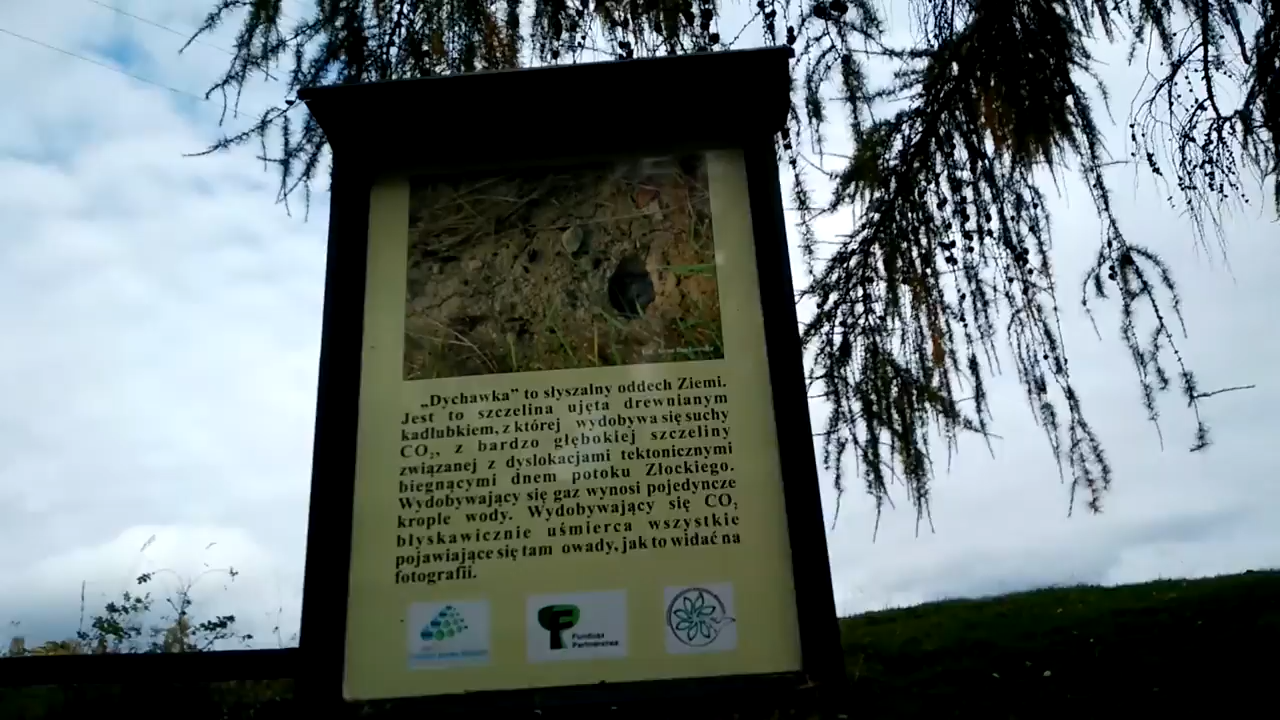 „Dychawka” to słyszalny oddech Ziemi.
Jest to szczelina ujęta drewnianym
kadłubkiem, z której wydobywa się suchy
CO₂, z bardzo głębokiej szczeliny
związanej z dyslokacjami tektonicznymi
biegnącymi dnem potoku Złockiego.
Wydobywający się gaz wynosi pojedyncze
krople wody. Wydobywający się CO₂
błyskawicznie uśmierca wszystkie
pojawiające się tam owady, jak to widać na
fotografii.
Fundusz
Partnerstwa